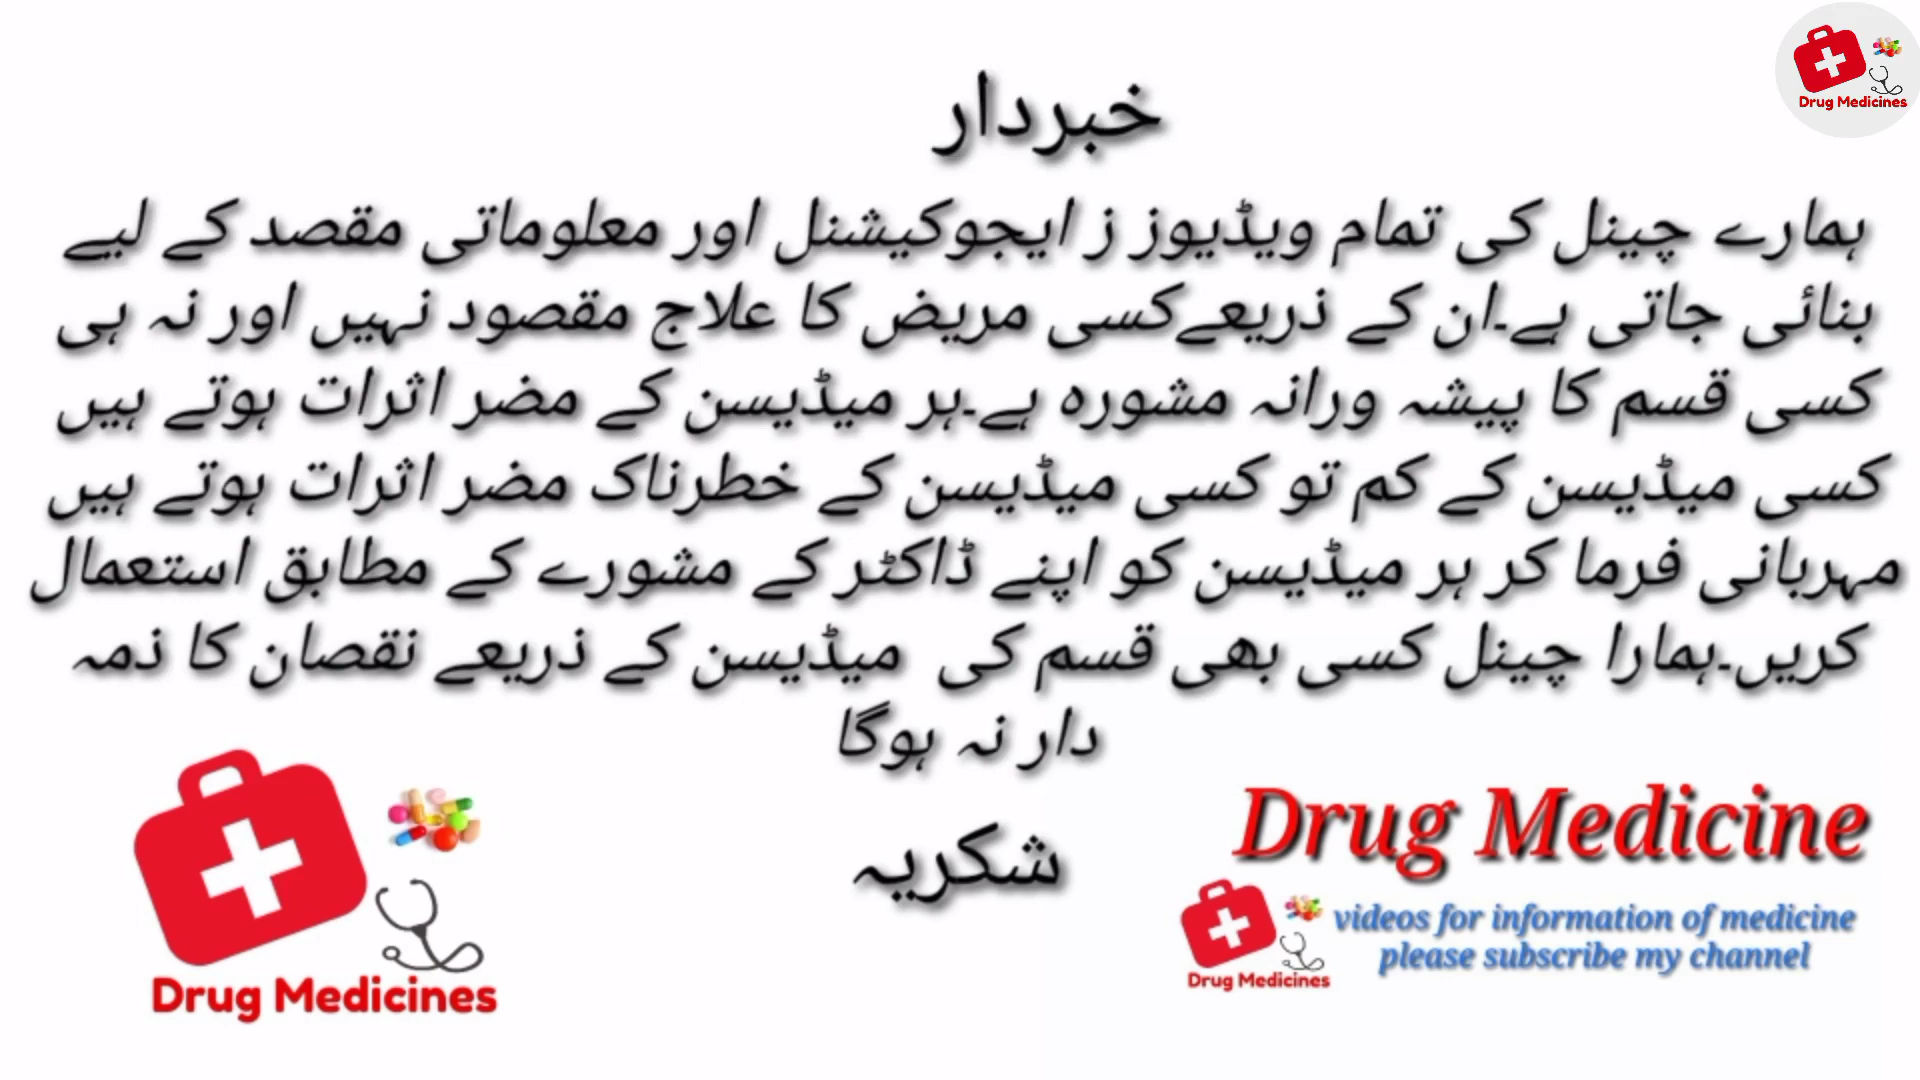 Drug Medicines
خبردار
ہمارے چینل کی تمام ویڈیوز ز ایجوکیشنل اور معلوماتی مقصد کے لیے
بنائی جاتی ہے۔ان کے ذریعےکسی مریض کا علاج مقصود نہیں اور نہ ہی
کسی قسم کا پیشہ ورانہ مشورہ ہے۔ہر میڈیسن کے مضر اثرات ہوتے ہیں
کسی میڈیسن کے کم تو کسی میڈیسن کے خطرناک مضر اثرات ہوتے ہیں
مہربانی فرما کر ہر میڈیسن کو اپنے ڈاکٹر کے مشورے کے مطابق استعمال
کریں۔ہمارا چینل کسی بھی قسم کی میڈیسن کے ذریعے نقصان کا ذمہ
دار نہ ہوگا
شکریہ
Drug Medicines
Drug Medicine
videos for information of medicine
please subscribe my channel
Drug Medicines